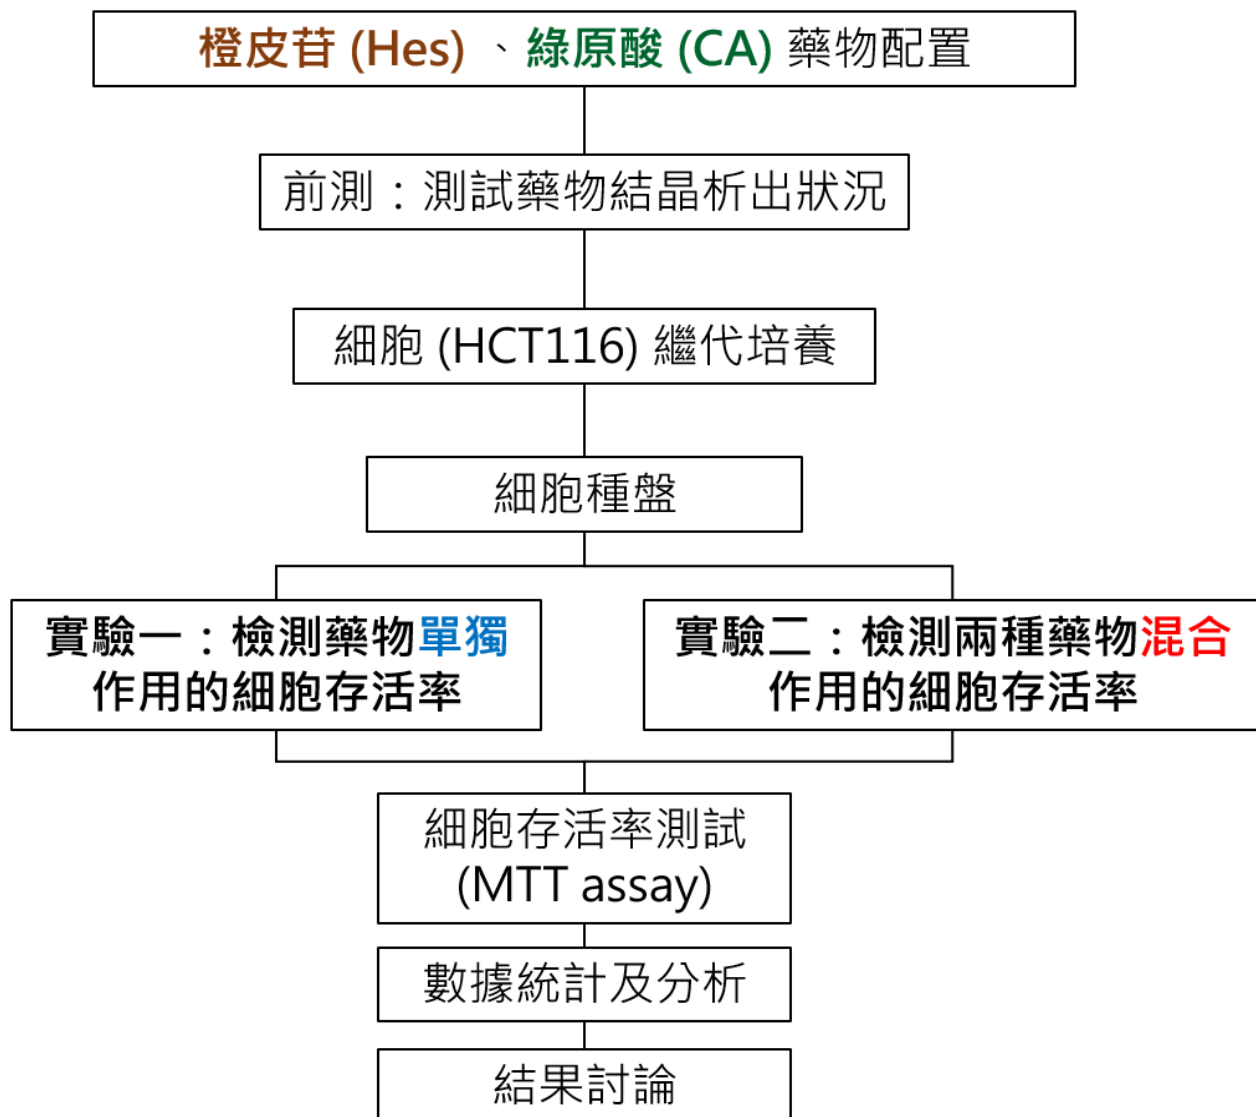 橙皮苷 (Hes) 、綠原酸 (CA) 藥物配置
前測：測試藥物結晶析出狀況
細胞 (HCT116) 繼代培養
細胞種盤
實驗一：檢測藥物單獨
作用的細胞存活率
實驗二：檢測兩種藥物混合
作用的細胞存活率
細胞存活率測試
(MTT assay)
數據統計及分析
結果討論